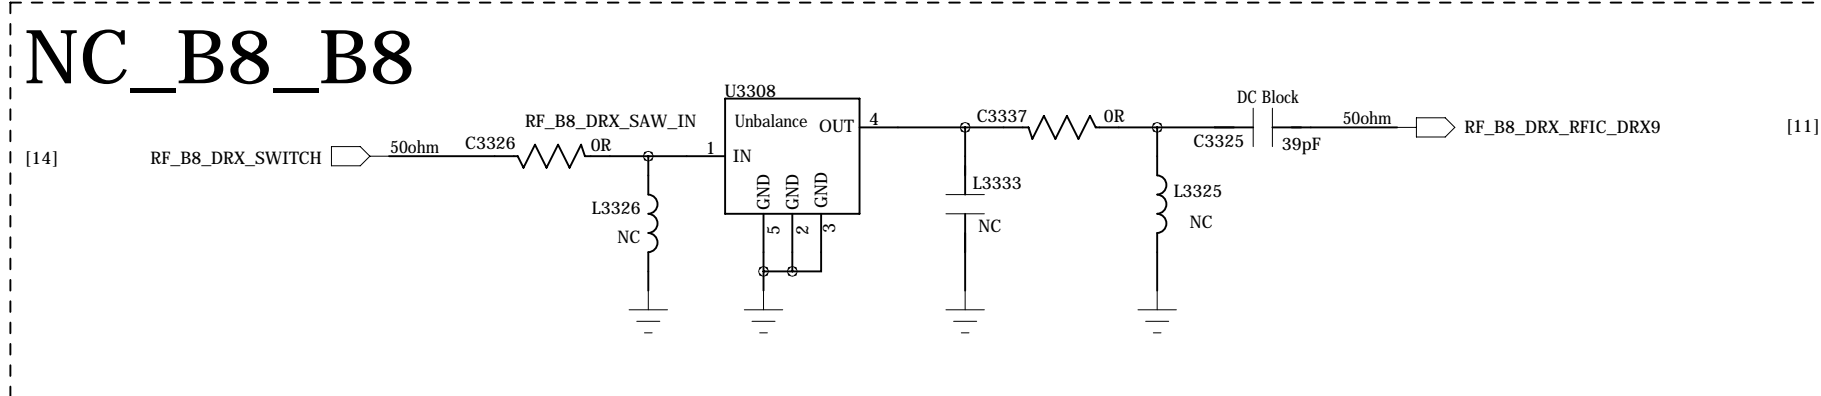 NC_B8_B8
U3308
DC Block
RF_B8_DRX_SAW_IN
Unbalance
OUT
4
C3337
0R
50ohm
RF_B8_DRX_RFIC_DRX9
[11]
[14]
RF_B8_DRX_SWITCH
50ohm
C3326
0R
1
IN
C3325
39pF
GND
GND
GND
L3333
NC
L3325
NC
L3326
NC
5
2
3